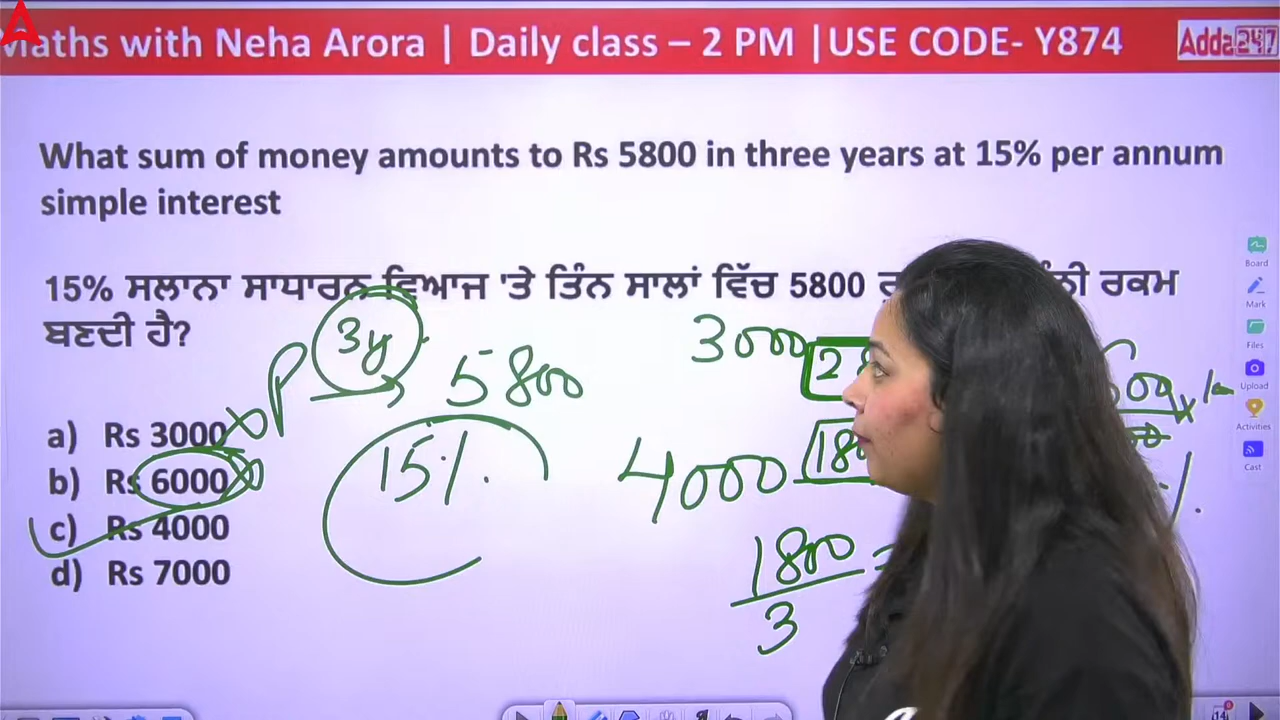 Maths with Neha Arora | Daily class – 2 PM |USE CODE- Y874
Adda247
What sum of money amounts to Rs 5800 in three years at 15% per annum
simple interest
15% ਸਲਾਨਾ ਸਾਧਾਰਨ ਵਿਆਜ 'ਤੇ ਤਿੰਨ ਸਾਲਾਂ ਵਿੱਚ 5800 ਰਕਮ
ਬਣਦੀ ਹੈ?
3y
P 5800
15%
a) Rs 3000
b) Rs 6000
c) Rs 4000
d) Rs 7000
3000
4000
1800
3
Board
Mark
Files
Upload
Activities
Cast